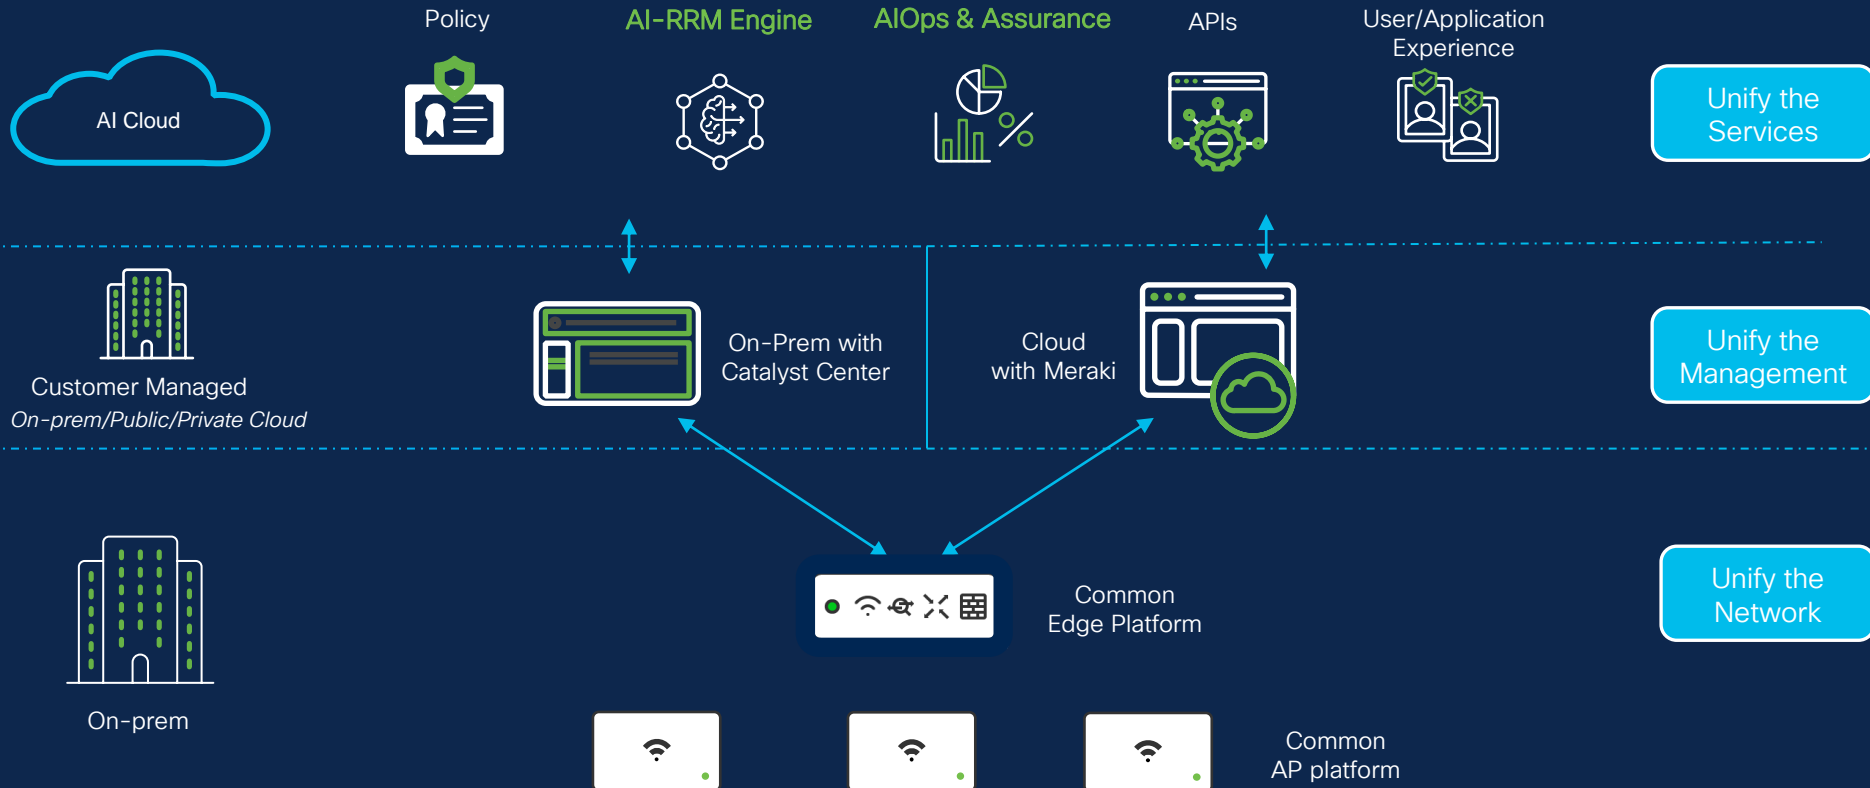 Policy
AI-RRM Engine
AIOps & Assurance
APIs
User/Application
Experience
AI Cloud
Unify the
Services
Customer Managed
On-prem/Public/Private Cloud
On-Prem with
Catalyst Center
Cloud
with Meraki
Unify the
Management
On-prem
Common
Edge Platform
Unify the
Network
Common
AP platform